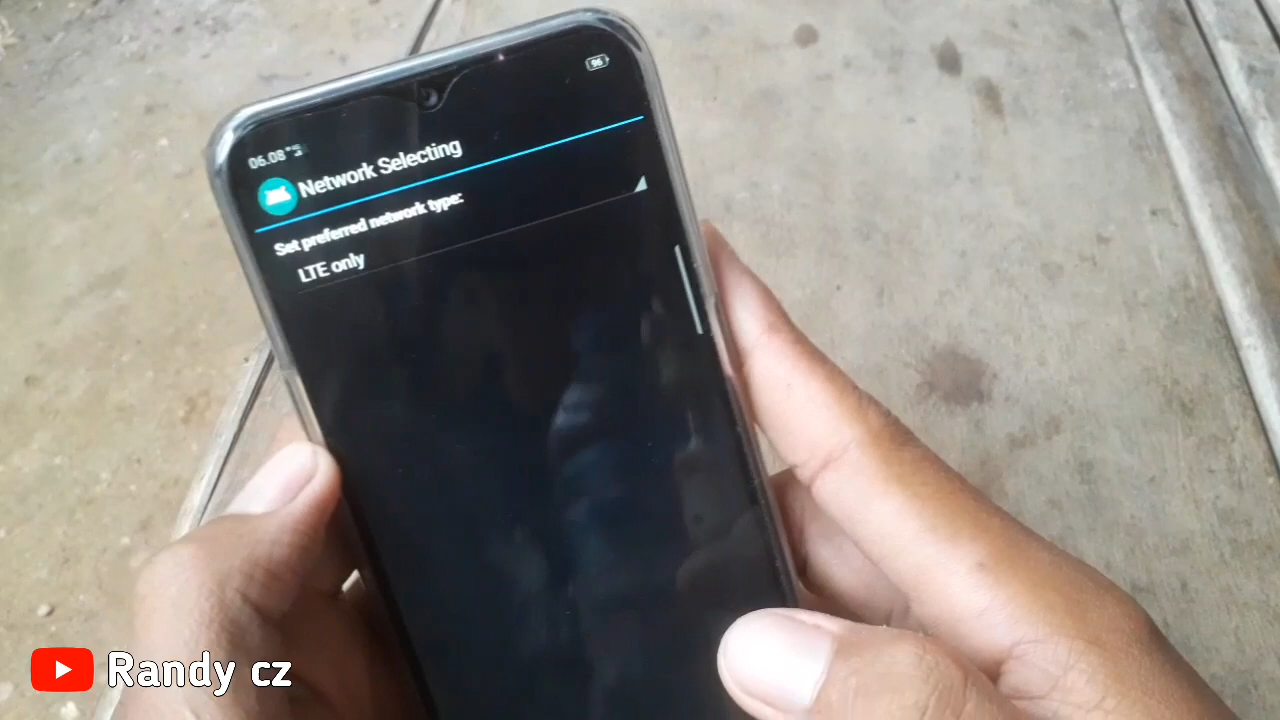 96
06.08
Network Selecting
Set preferred network type:
LTE only
Randy cz